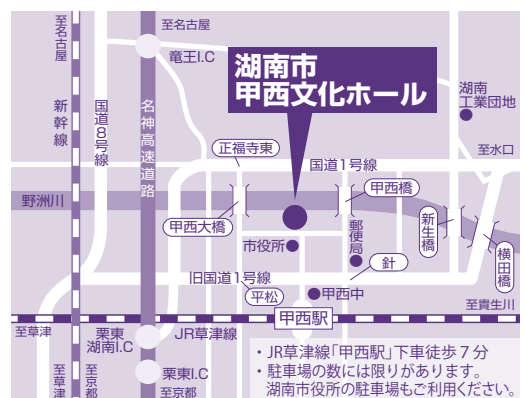 至名古屋
至名古屋
竜王I.C
新幹線
国道8号線
名神高速道路
湖南市
甲西文化ホール
湖南
工業団地
正福寺東
国道1号線
至水口
野洲川
甲西大橋
甲西橋
市役所
郵便局
新生橋
横田橋
針
旧国道1号線
平松
甲西中
至貴生川
至草津
甲西駅
栗東
湖南I.C
JR草津線
栗東I.C
至草津
至京都
至京都
・JR草津線「甲西駅」下車徒歩7分
・駐車場の数には限りがあります。
湖南市役所の駐車場もご利用ください。